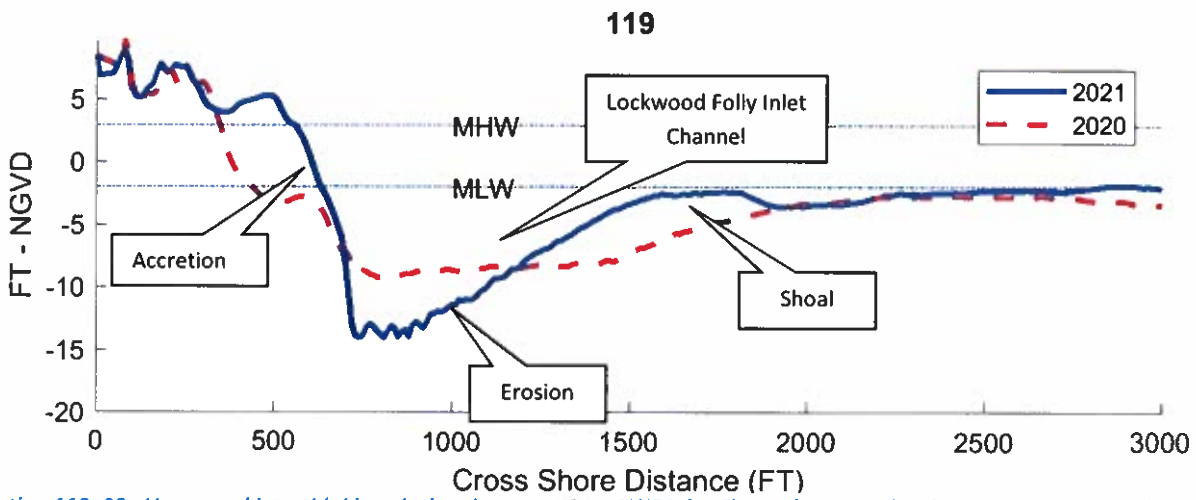 119
2021
2020
Lockwood Folly Inlet
Channel
MHW
MLW
Accretion
Shoal
Erosion
FT - NGVD
5
0
-5
-10
-15
-20
0
500
1000
1500
2000
2500
3000
Cross Shore Distance (FT)